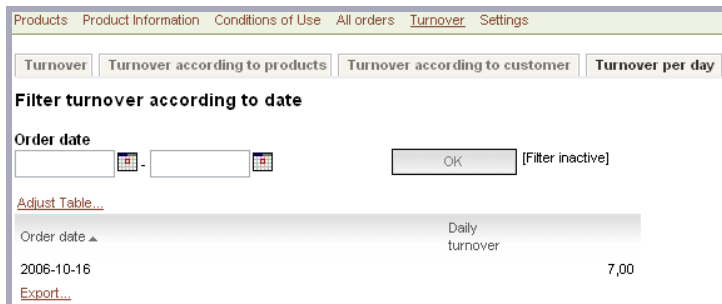 Products Product Information Conditions of Use All orders Turnover Settings
Turnover Turnover according to products Turnover according to customer Turnover per day
Filter turnover according to date
Order date
- OK [Filter inactive]
Adjust Table...
Order date Daily
turnover
2006-10-16 7,00
Export...